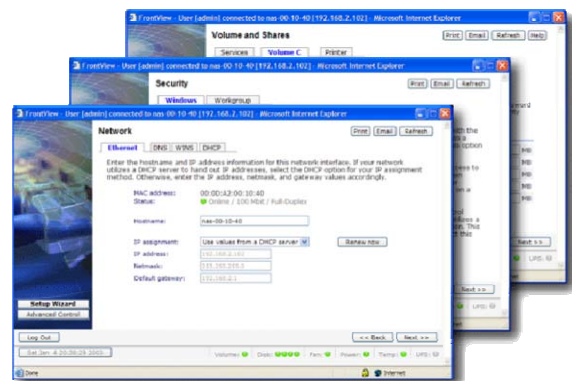 FrontView - User [admin] connected to nas-00-10-40 [192.168.2.102] - Microsoft Internet Explorer
Volume and Shares
Print Email Refresh Help
Services Volume C Printer
FrontView - User [admin] connected to nas-00-10-40 [192.168.2.102] - Microsoft Internet Explorer
Security
Print Email Refresh
Windows Workgroup
FrontView - User [admin] connected to nas-00-10-40 [192.168.2.102] - Microsoft Internet Explorer
Network
Print Email Refresh
Ethernet DNS WINS DHCP
Enter the hostname and IP address information for this network interface. If your network
utilizes a DHCP server to hand out IP addresses, select the DHCP option for your IP assignment
method. Otherwise, enter the IP address, netmask, and gateway values accordingly.
MAC address: 00:0D:A2:00:10:40
Status: Online / 100 Mbit / Full-Duplex
Hostname: nas-00-10-40
IP assignment: Use values from a DHCP server Renew now
IP address:
Netmask:
Default gateway:
Setup Wizard
Advanced Control
Log Out << Back Next >>
Volume: Disk: Fan: Power: Temp: UPS:
Done Internet
MB
MB
MB
MB
Next >>
UPS:
Next >>
UPS: